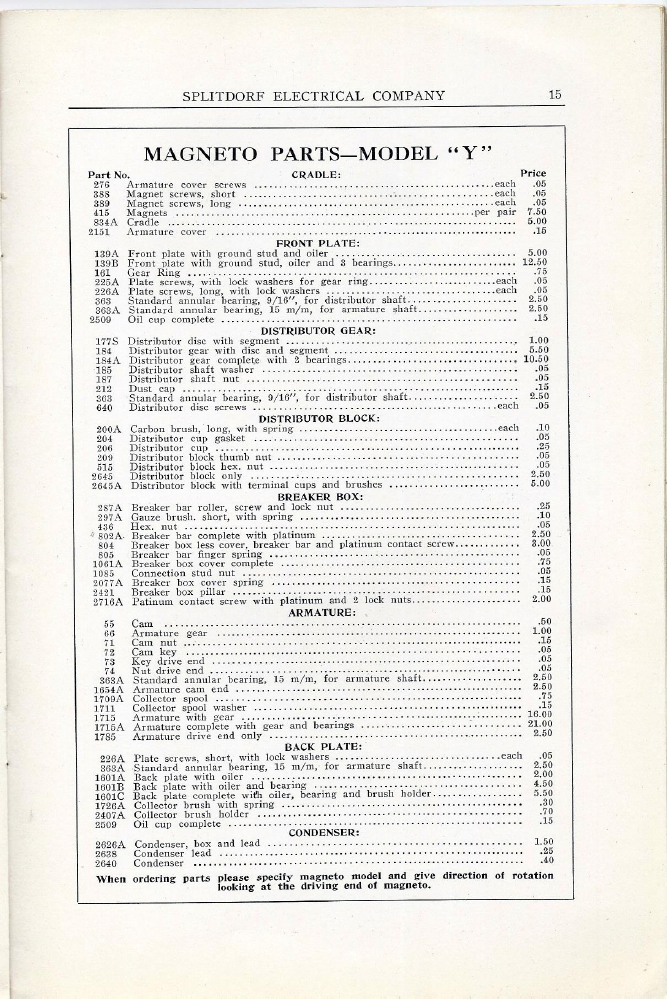 SPLITDORF ELECTRICAL COMPANY 15
MAGNETO PARTS—MODEL "Y"
Part No. CRADLE: Price
276 Armature cover screws ........ each .05
388 Magnet screws, short ........ each .05
389 Magnet screws, long ........ each .05
415 Magnets ........ per pair 7.50
834A Cradle ........ 5.00
2151 Armature cover ........ .15
FRONT PLATE:
139A Front plate with ground stud and oiler ........ 5.00
139B Front plate with ground stud, oiler and 3 bearings ........ 12.50
161 Gear Ring ........ .75
225A Plate screws, with lock washers for gear ring ........ each .05
226A Plate screws, long, with lock washers ........ each .05
363 Standard annular bearing, 9/16", for distributor shaft ........ 2.50
363A Standard annular bearing, 15 m/m, for armature shaft ........ 2.50
2509 Oil cup complete ........ .15
DISTRIBUTOR GEAR:
177S Distributor disc with segment ........ 1.00
184 Distributor gear with disc and segment ........ 5.50
184A Distributor gear complete with 2 bearings ........ 10.50
185 Distributor shaft washer ........ .05
187 Distributor shaft nut ........ .05
212 Dust cap ........ .15
363 Standard annular bearing, 9/16", for distributor shaft ........ 2.50
640 Distributor disc screws ........ each .05
DISTRIBUTOR BLOCK:
200A Carbon brush, long, with spring ........ each .10
204 Distributor cup gasket ........ .05
206 Distributor cup ........ .25
209 Distributor block thumb nut ........ .05
515 Distributor block hex. nut ........ .05
2645 Distributor block only ........ 2.50
2645A Distributor block with terminal cups and brushes ........ 5.00
BREAKER BOX:
287A Breaker bar roller, screw and lock nut ........ .25
297A Gauze brush. short, with spring ........ .10
436 Hex. nut ........ .05
802A Breaker bar complete with platinum ........ 2.50
804 Breaker box less cover, breaker bar and platinum contact screw ........ 3.00
805 Breaker bar finger spring ........ .05
1061A Breaker box cover complete ........ .75
1085 Connection stud nut ........ .05
2077A Breaker box cover spring ........ .15
2421 Breaker box pillar ........ .15
2716A Patinum contact screw with platinum and 2 lock nuts ........ 2.00
ARMATURE:
55 Cam ........ .50
66 Armature gear ........ 1.00
71 Cam nut ........ .15
72 Cam key ........ .05
73 Key drive end ........ .05
74 Nut drive end ........ .05
363A Standard annular bearing, 15 m/m, for armature shaft ........ 2.50
1654A Armature cam end ........ 2.50
1709A Collector spool ........ .75
1711 Collector spool washer ........ .15
1715 Armature with gear ........ 16.00
1715A Armature complete with gear and bearings ........ 21.00
1785 Armature drive end only ........ 2.50
BACK PLATE:
226A Plate screws, short, with lock washers ........ each .05
363A Standard annular bearing, 15 m/m, for armature shaft ........ 2.50
1601A Back plate with oiler ........ 2.00
1601B Back plate with oiler and bearing ........ 4.50
1601C Back plate complete with oiler, bearing and brush holder ........ 5.50
1726A Collector brush with spring ........ .30
2407A Collector brush holder ........ .70
2509 Oil cup complete ........ .15
CONDENSER:
2626A Condenser, box and lead ........ 1.50
2638 Condenser lead ........ .25
2640 Condenser ........ .40
When ordering parts please specify magneto model and give direction of rotation
looking at the driving end of magneto.